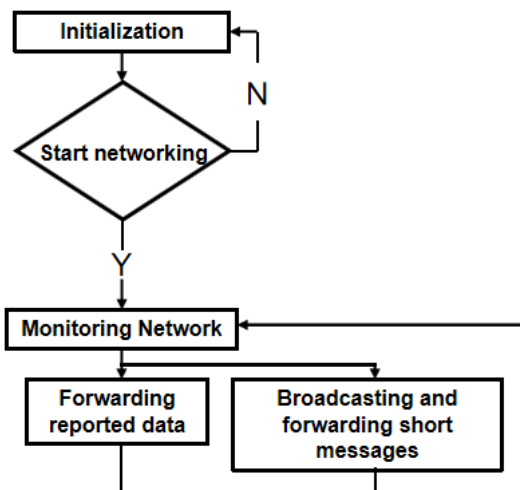 Initialization
N
Start networking
Y
Monitoring Network
Forwarding
reported data
Broadcasting and
forwarding short
messages